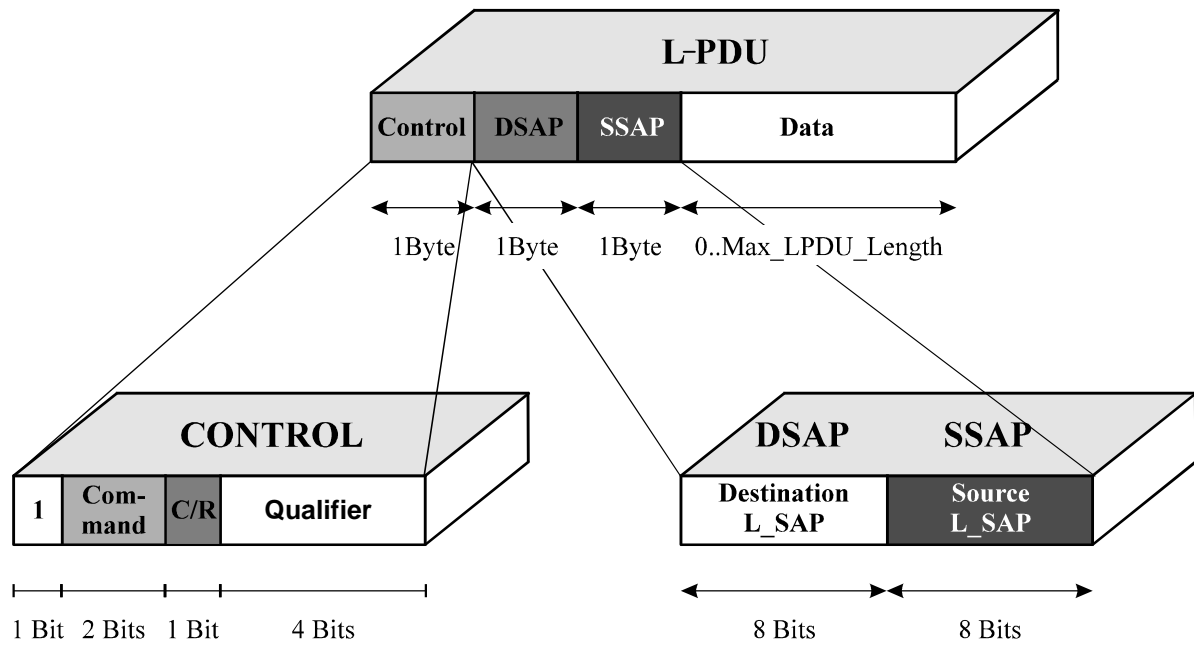 L-PDU
Control DSAP SSAP Data
1Byte 1Byte 1Byte 0..Max_LPDU_Length
CONTROL
1 Com-
mand C/R Qualifier
1 Bit 2 Bits 1 Bit 4 Bits
DSAP SSAP
Destination
L_SAP
Source
L_SAP
8 Bits 8 Bits